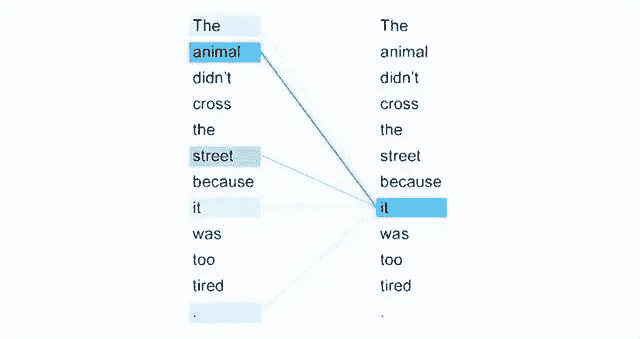 The
animal
didn't
cross
the
street
because
it
was
too
tired
.
The
animal
didn't
cross
the
street
because
it
was
too
tired
.